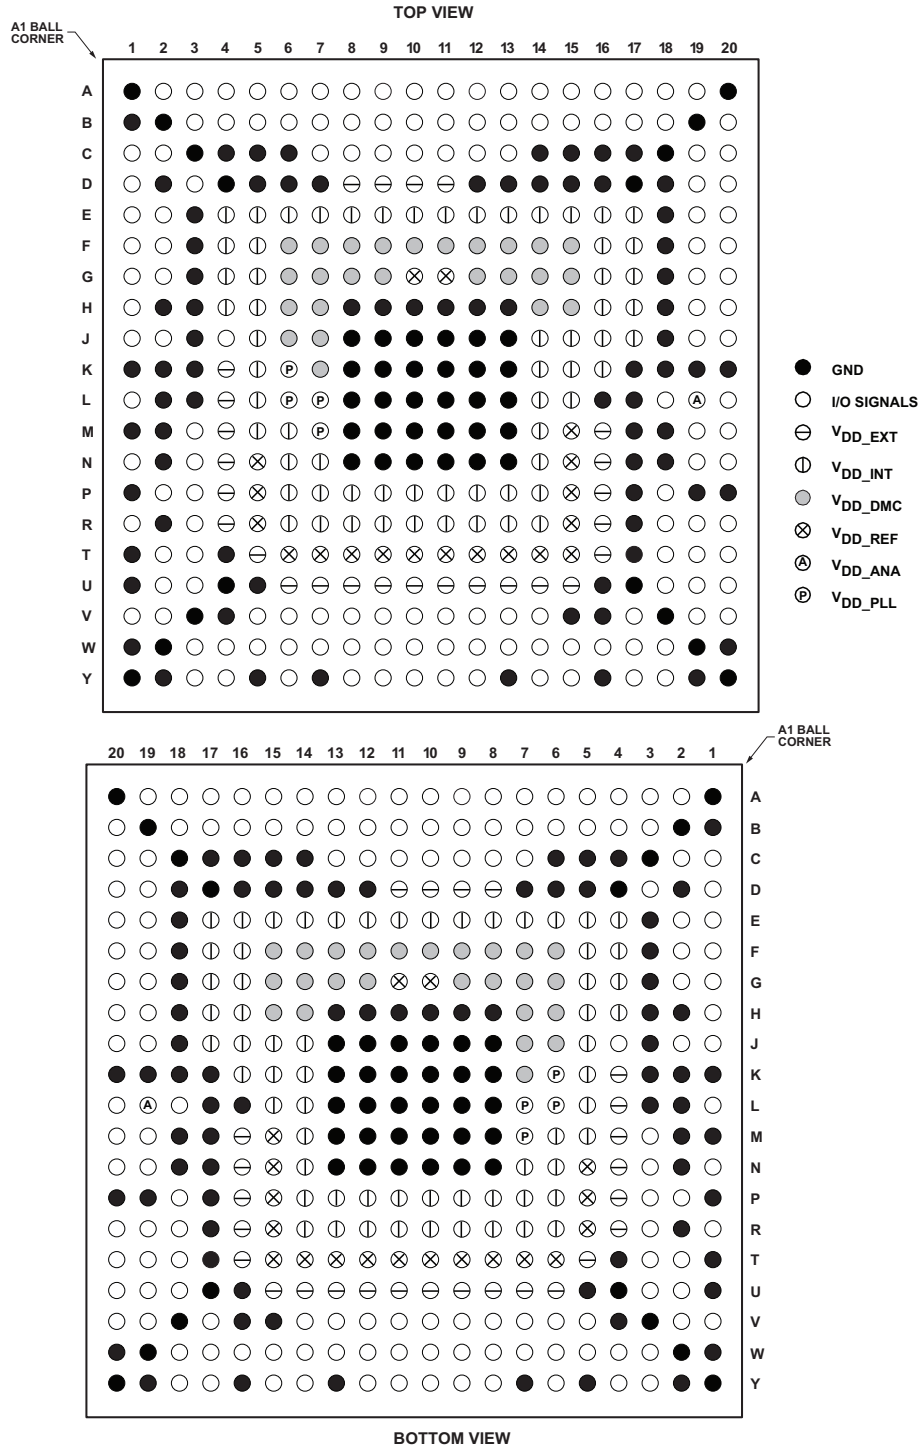 TOP VIEW
A1 BALL
CORNER
1 2 3 4 5 6 7 8 9 10 11 12 13 14 15 16 17 18 19 20
A
B
C
D
E
F
G
H
J
K P
L P P A
M P
N
P
R
T
U
V
W
Y
GND
I/O SIGNALS
VDD_EXT
VDD_INT
VDD_DMC
VDD_REF
A VDD_ANA
P VDD_PLL
A1 BALL
CORNER
20 19 18 17 16 15 14 13 12 11 10 9 8 7 6 5 4 3 2 1
A
B
C
D
E
F
G
H
J
P K
A P P L
P M
N
P
R
T
U
V
W
Y
BOTTOM VIEW